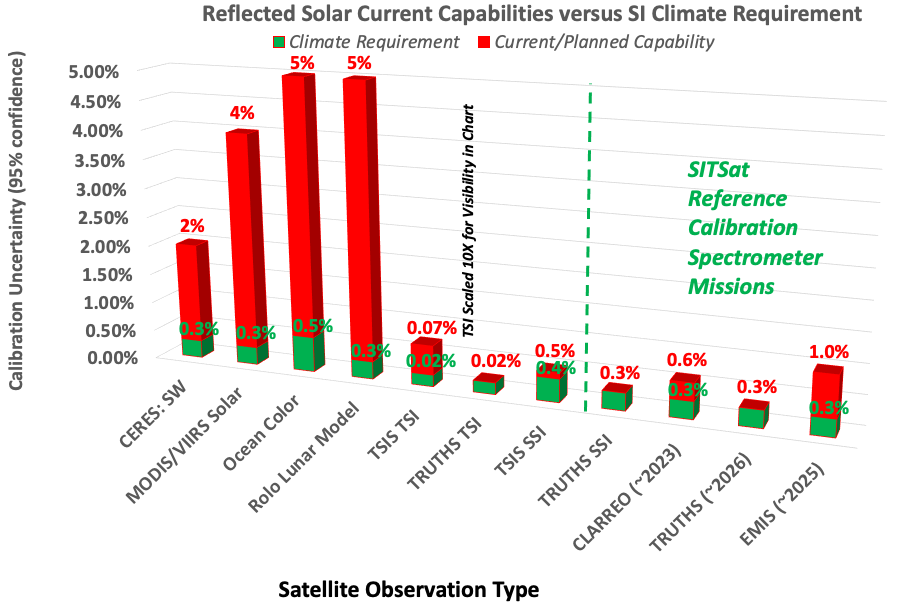 Reflected Solar Current Capabilities versus SI Climate Requirement
Climate Requirement
Current/Planned Capability
Calibration Uncertainty (95% confidence)
5.00%
4.50%
4.00%
3.50%
3.00%
2.50%
2.00%
1.50%
1.00%
0.50%
0.00%
2%
4%
5%
5%
0.07%
0.02%
0.5%
0.3%
0.6%
0.3%
1.0%
0.3%
0.3%
0.5%
0.3%
0.02%
0.4%
0.3%
0.3%
TSI Scaled 10X for Visibility in Chart
SITSat
Reference
Calibration
Spectrometer
Missions
CERES: SW
MODIS/VIIRS Solar
Ocean Color
Rolo Lunar Model
TSIS TSI
TRUTHS TSI
TSIS SSI
TRUTHS SSI
CLARREO (~2023)
TRUTHS (~2026)
EMIS (~2025)
Satellite Observation Type